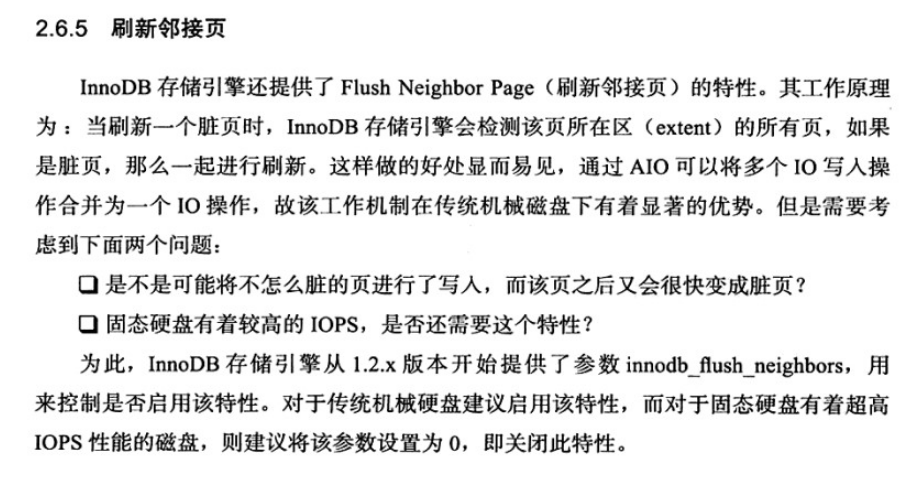 2.6.5 刷新邻接页
InnoDB 存储引擎还提供了 Flush Neighbor Page（刷新邻接页）的特性。其工作原理
为：当刷新一个脏页时，InnoDB 存储引擎会检测该页所在区（extent）的所有页，如果
是脏页，那么一起进行刷新。这样做的好处显而易见，通过 AIO 可以将多个 IO 写入操
作合并为一个 IO 操作，故该工作机制在传统机械磁盘下有着显著的优势。但是需要考
虑到下面两个问题：
❑ 是不是可能将不怎么脏的页进行了写入，而该页之后又会很快变成脏页？
❑ 固态硬盘有着较高的 IOPS，是否还需要这个特性？
为此，InnoDB 存储引擎从 1.2.x 版本开始提供了参数 innodb_flush_neighbors，用
来控制是否启用该特性。对于传统机械硬盘建议启用该特性，而对于固态硬盘有着超高
IOPS 性能的磁盘，则建议将该参数设置为 0，即关闭此特性。